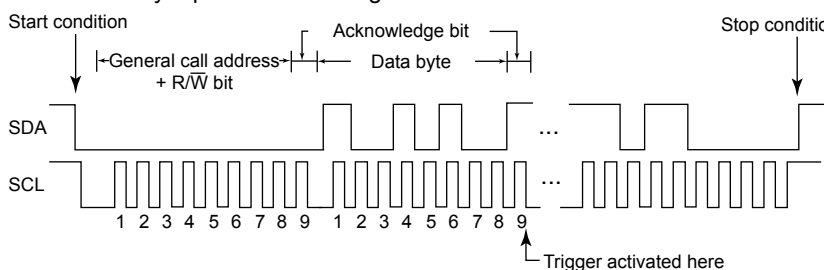 Start condition
Acknowledge bit
Stop conditio
General call address
+ R/W̅ bit
Data byte
SDA
...
...
SCL
1 2 3 4 5 6 7 8 9 1 2 3 4 5 6 7 8 9
Trigger activated here